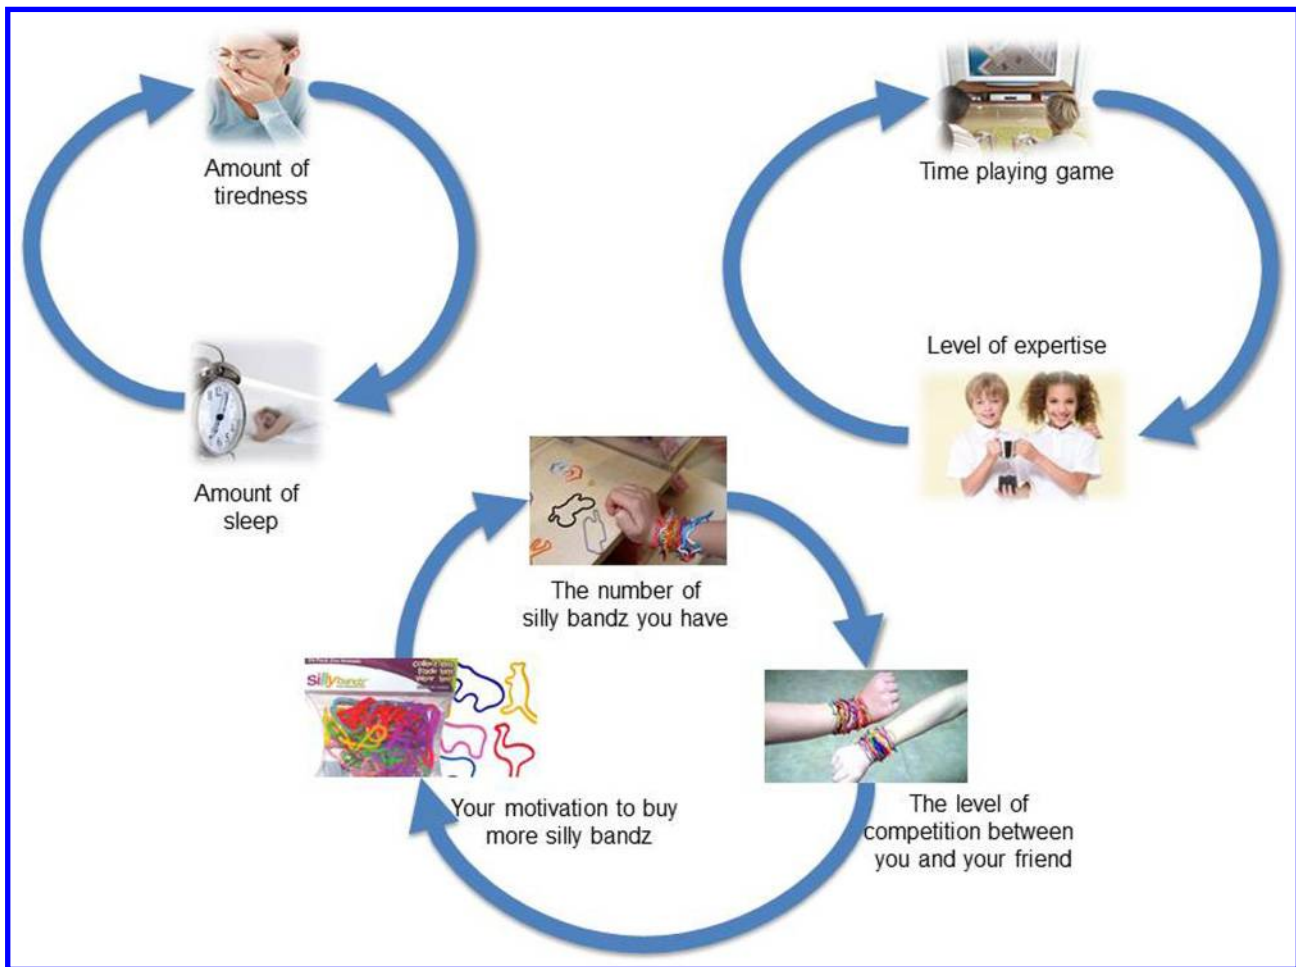 Amount of
tiredness
Time playing game
Level of expertise
Amount of
sleep
The number of
silly bandz you have
sillybandz
Your motivation to buy
more silly bandz
The level of
competition between
you and your friend